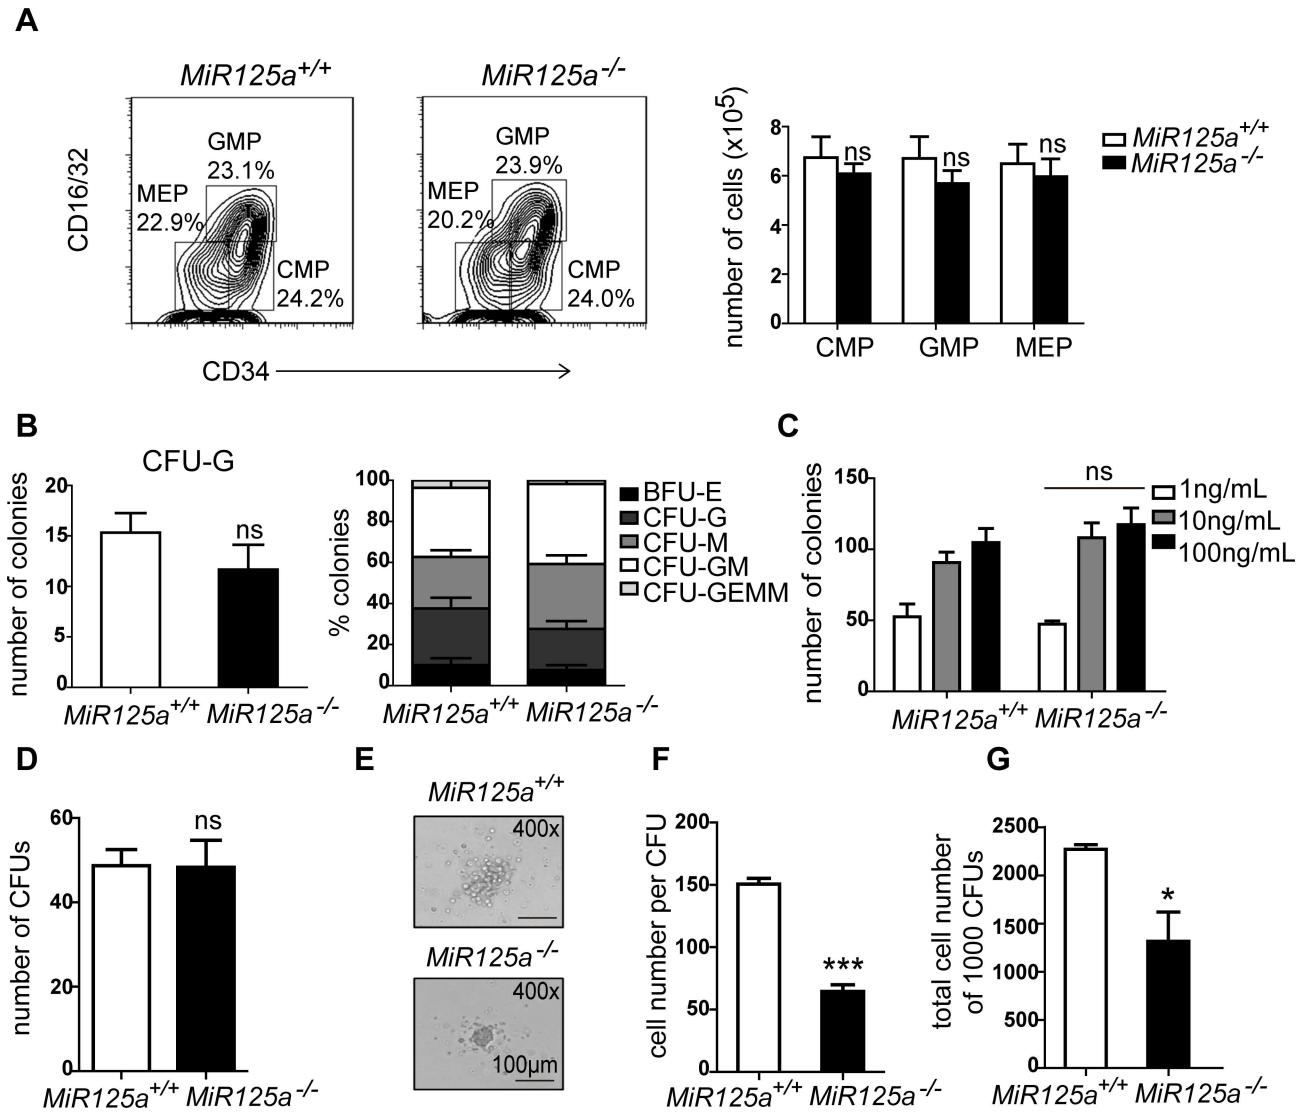 A
MiR125a+/+
MiR125a-/-
CD16/32
GMP
23.1%
MEP
22.9%
CMP
24.2%
GMP
23.9%
MEP
20.2%
CMP
24.0%
CD34
number of cells (x105)
8
6
4
2
0
ns
ns
ns
CMP GMP MEP
MiR125a+/+
MiR125a-/-
B
CFU-G
number of colonies
20
15
10
5
0
ns
MiR125a+/+ MiR125a-/-
% colonies
100
80
60
40
20
0
MiR125a+/+ MiR125a-/-
BFU-E
CFU-G
CFU-M
CFU-GM
CFU-GEMM
C
number of colonies
150
100
50
0
ns
MiR125a+/+ MiR125a-/-
1ng/mL
10ng/mL
100ng/mL
D
number of CFUs
60
40
20
0
ns
MiR125a+/+ MiR125a-/-
E
MiR125a+/+
400x
MiR125a-/-
400x
100µm
F
cell number per CFU
200
150
100
50
0
***
MiR125a+/+ MiR125a-/-
G
total cell number
of 1000 CFUs
2500
2000
1500
1000
500
0
*
MiR125a+/+ MiR125a-/-